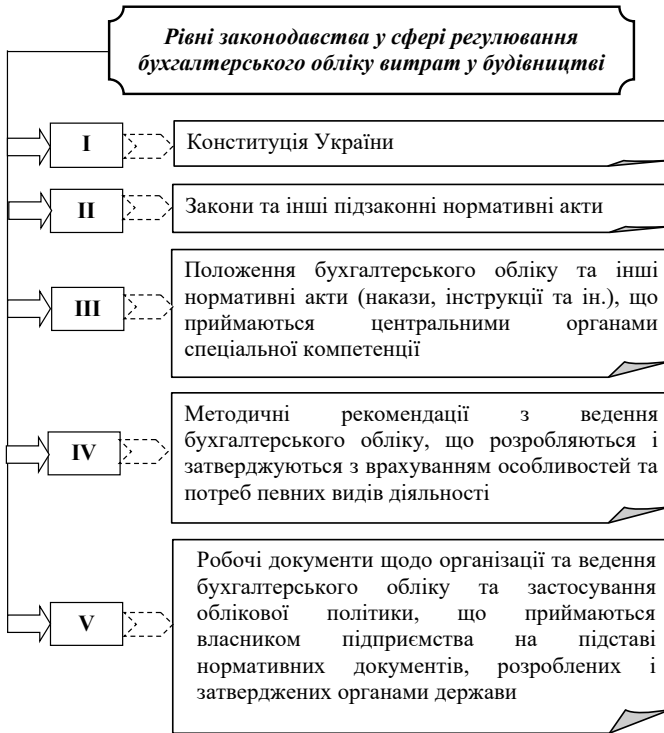 Рівні законодавства у сфері регулювання
бухгалтерського обліку витрат у будівництві
I
Конституція України
II
Закони та інші підзаконні нормативні акти
III
Положення бухгалтерського обліку та інші
нормативні акти (накази, інструкції та ін.), що
приймаються центральними органами
спеціальної компетенції
IV
Методичні рекомендації з ведення
бухгалтерського обліку, що розробляються і
затверджуються з врахуванням особливостей та
потреб певних видів діяльності
V
Робочі документи щодо організації та ведення
бухгалтерського обліку та застосування
облікової політики, що приймаються
власником підприємства на підставі
нормативних документів, розроблених і
затверджених органами держави